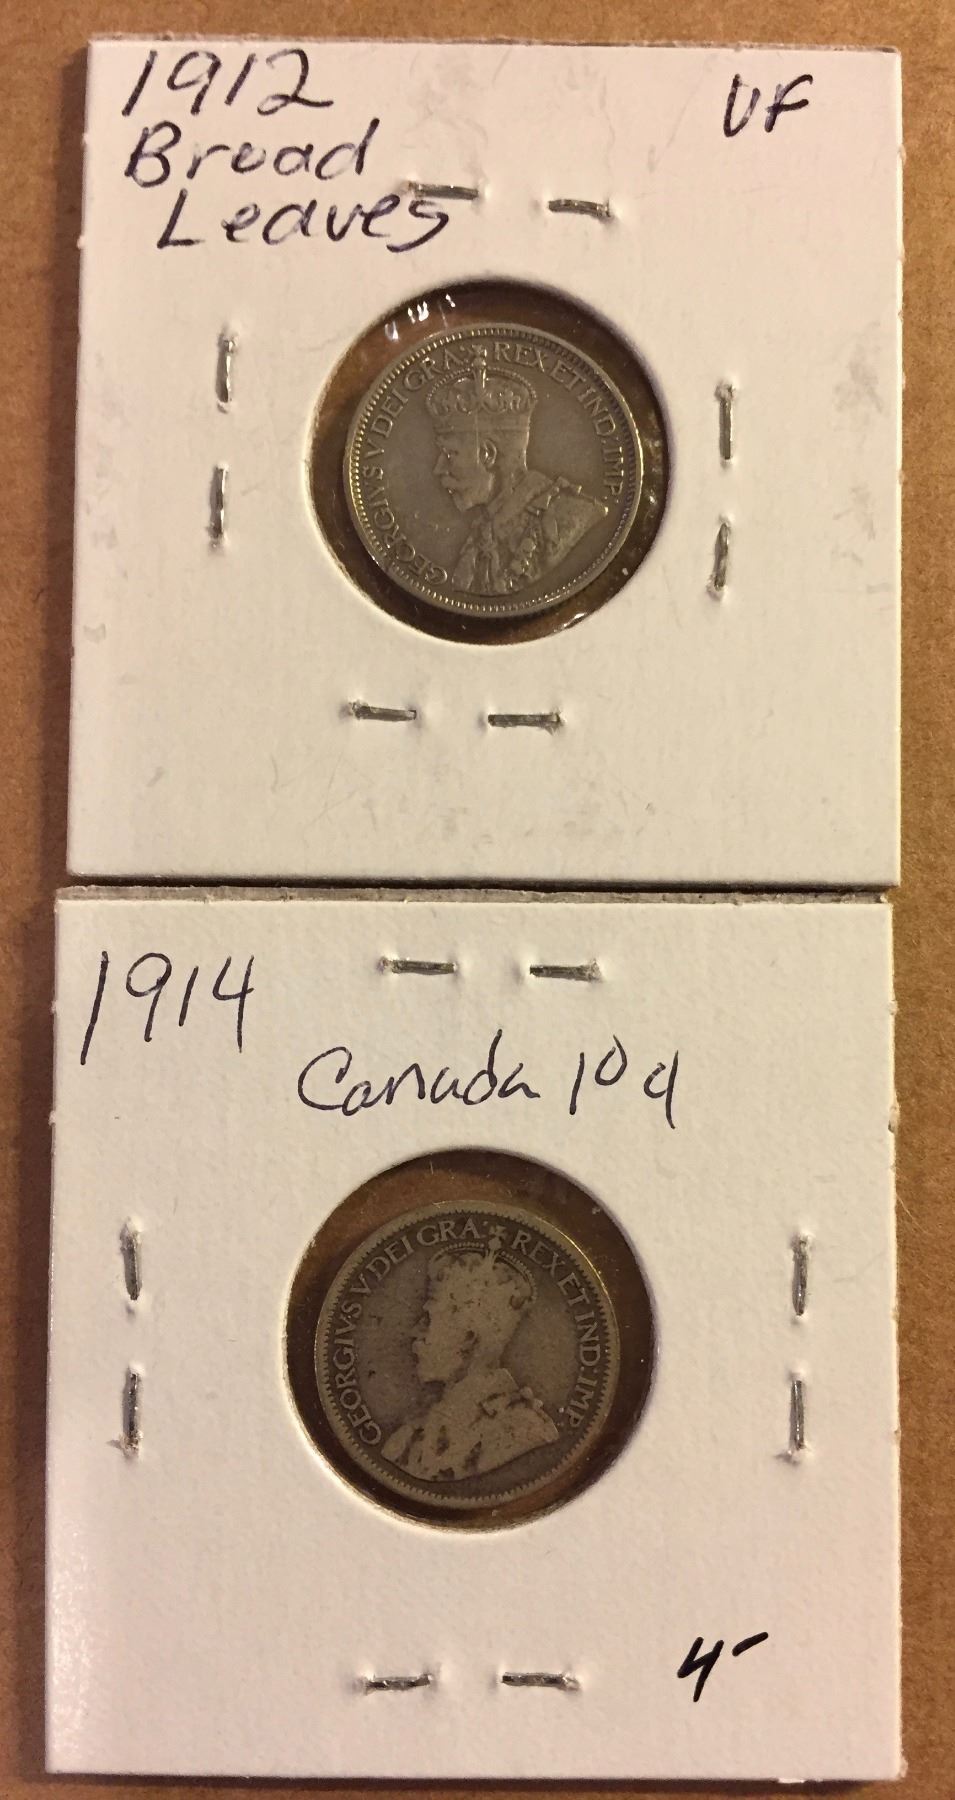 1912
VF
Broad
Leaves
GEORGIVS V DEI GRA: REX ET IND: IMP:
1914
Canada 10¢
GEORGIVS V DEI GRA: REX ET IND: IMP:
4-